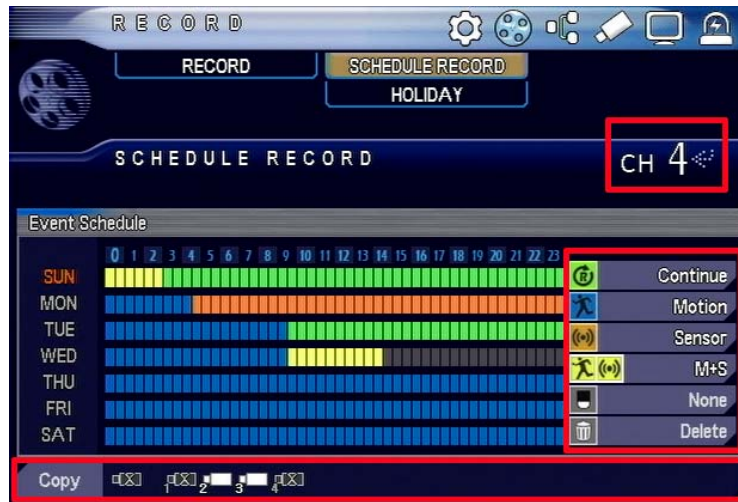 RECORD
RECORD SCHEDULE RECORD
HOLIDAY
SCHEDULE RECORD CH 4
Event Schedule
0 1 2 3 4 5 6 7 8 9 10 11 12 13 14 15 16 17 18 19 20 21 22 23
SUN Continue
MON Motion
TUE Sensor
WED M+S
THU None
FRI Delete
SAT
Copy 1 2 3 4